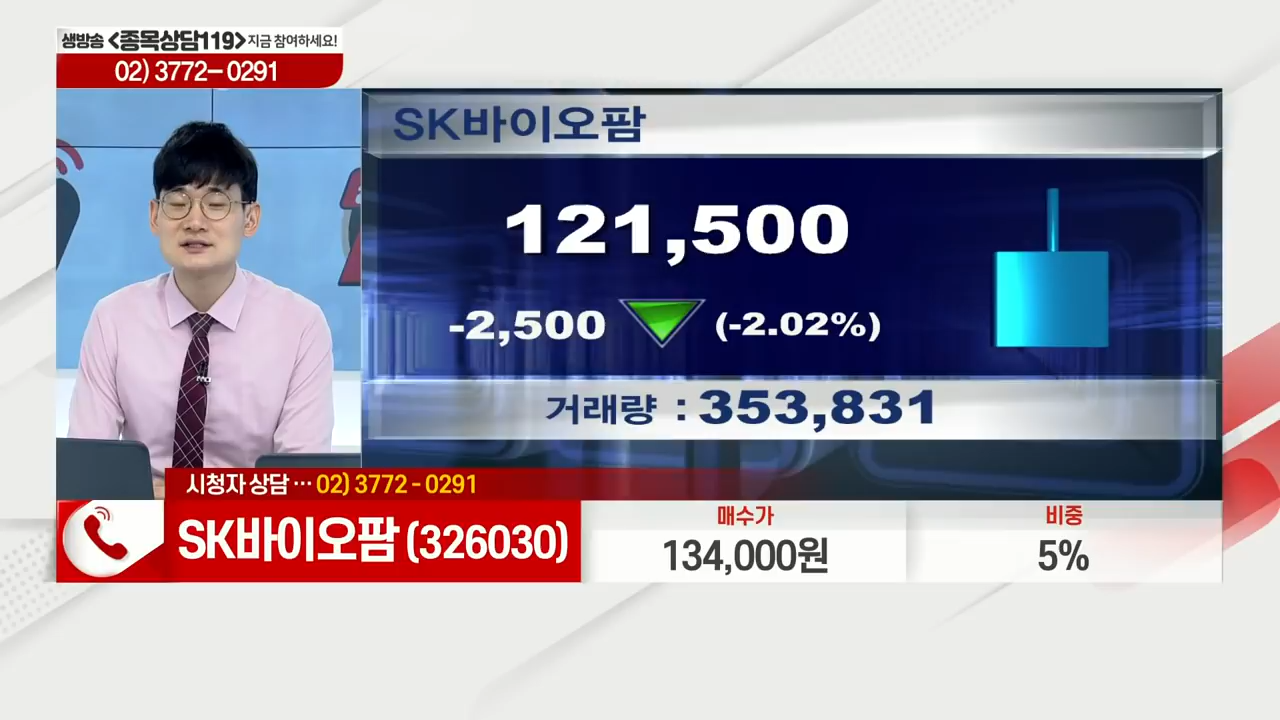 생방송 <종목상담119> 지금 참여하세요!
02) 3772-0291
SK바이오팜
121,500
-2,500 (-2.02%)
거래량 : 353,831
시청자 상담 … 02) 3772 - 0291
SK바이오팜 (326030)
매수가
134,000원
비중
5%